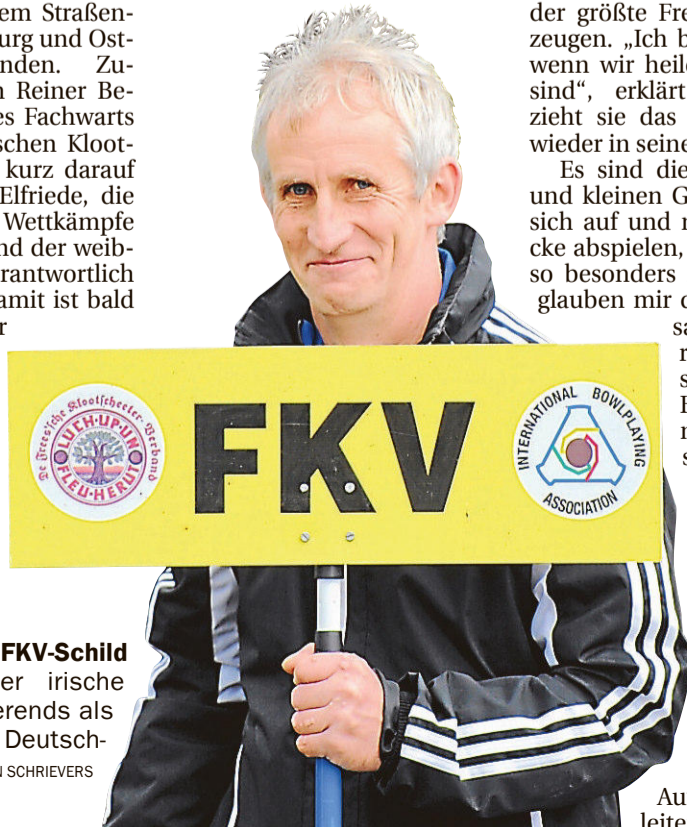 em Straßen-
urg und Ost-
nden. Zu-
n Reiner Be-
es Fachwarts
schen Kloot-
kurz darauf
Elfriede, die
Wettkämpfe
nd der weib-
rantwortlich
amit ist bald
r
der größte Fre
zeugen. „Ich b
wenn wir heile
sind“, erklärt
zieht sie das
wieder in seine
Es sind die
und kleinen G
sich auf und n
cke abspielen,
so besonders
glauben mir d
sa
De Frees'sche Klootscheeter-Verband
LUCH·UP·UN
FLEU·HERUT
FKV
INTERNATIONAL BOWLPLAYING
ASSOCIATION
FKV-Schild
er irische
erends als
Deutsch-
N SCHRIEVERS
Au
leite